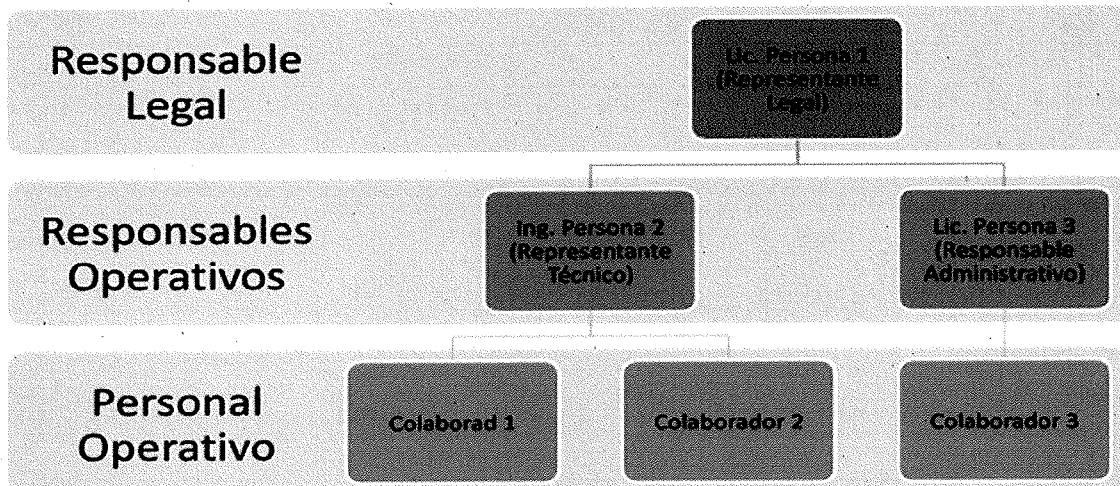 Responsable
Legal
Lic. Persona 1
(Representante
Legal)
Responsables
Operativos
Ing. Persona 2
(Representante
Técnico)
Lic. Persona 3
(Responsable
Administrativo)
Personal
Operativo
Colaborad 1
Colaborador 2
Colaborador 3